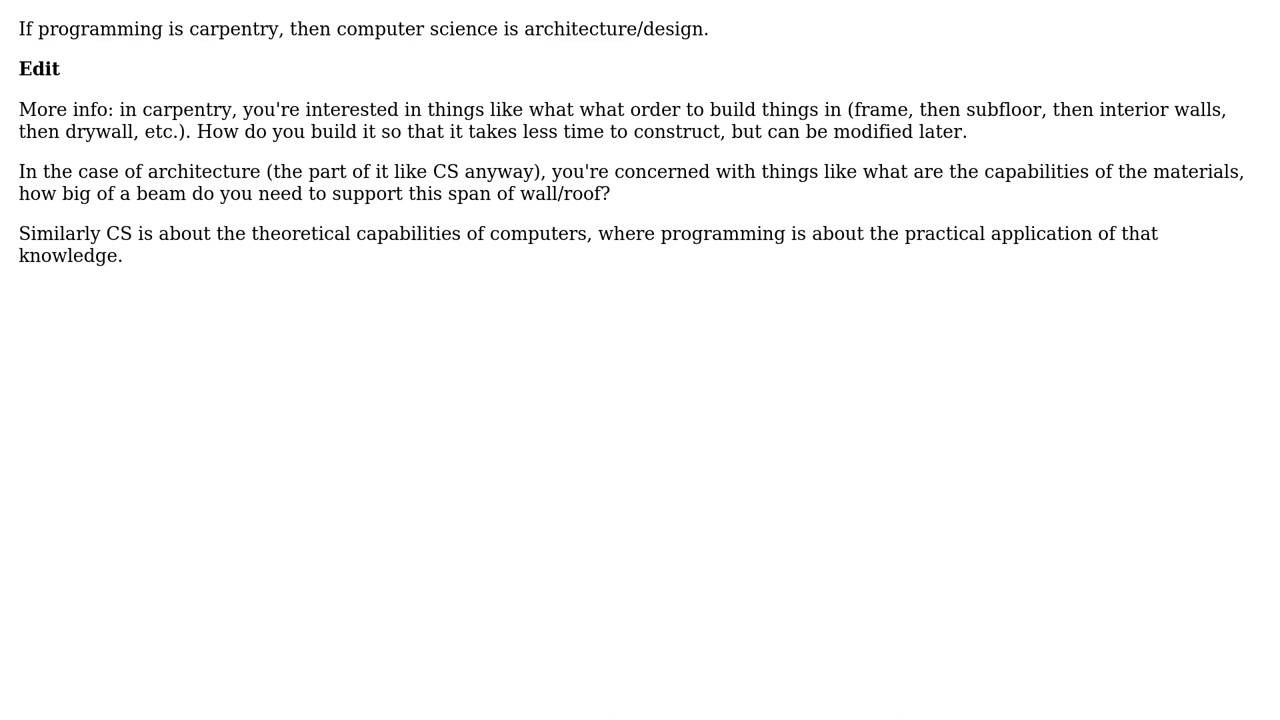 If programming is carpentry, then computer science is architecture/design.
Edit
More info: in carpentry, you're interested in things like what what order to build things in (frame, then subfloor, then interior walls,
then drywall, etc.). How do you build it so that it takes less time to construct, but can be modified later.
In the case of architecture (the part of it like CS anyway), you're concerned with things like what are the capabilities of the materials,
how big of a beam do you need to support this span of wall/roof?
Similarly CS is about the theoretical capabilities of computers, where programming is about the practical application of that
knowledge.